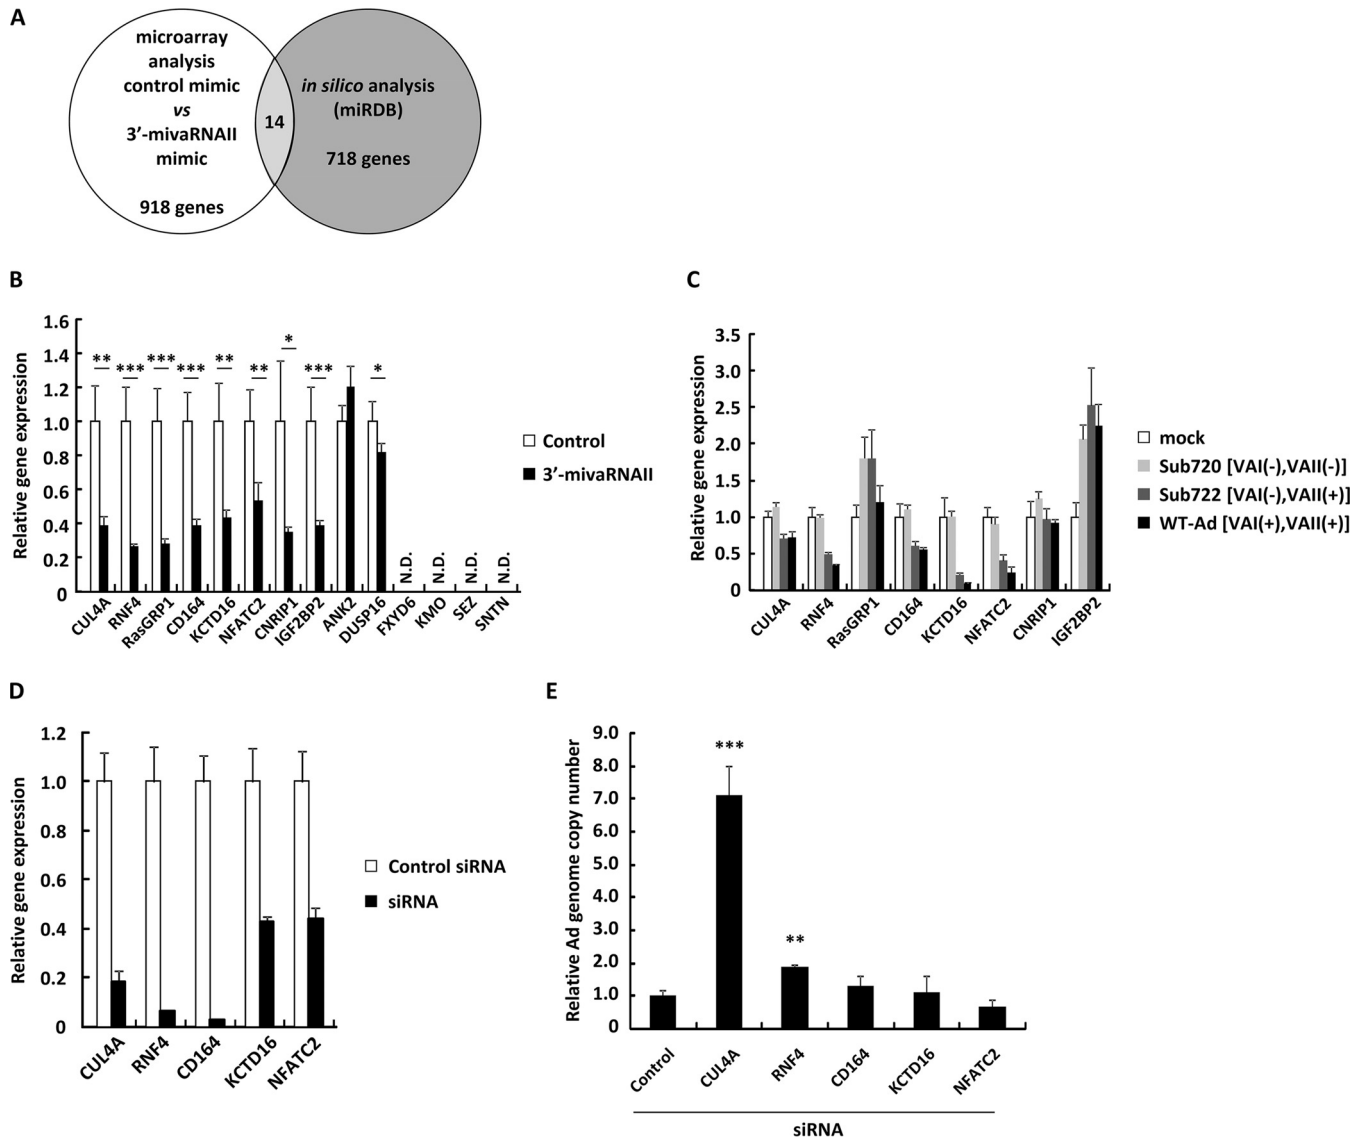 A
microarray
analysis
control mimic
vs
3’-mivaRNAII
mimic
918 genes
14
in silico analysis
(miRDB)
718 genes
B
Relative gene expression
1.6
1.4
1.2
1.0
0.8
0.6
0.4
0.2
0
** *** *** *** ** ** * *** *
N.D. N.D. N.D. N.D.
CUL4A RNF4 RasGRP1 CD164 KCTD16 NFATC2 CNRIP1 IGF2BP2 ANK2 DUSP16 FXYD6 KMO SEZ SNTN
Control
3’-mivaRNAII
C
Relative gene expression
3.5
3.0
2.5
2.0
1.5
1.0
0.5
0
CUL4A RNF4 RasGRP1 CD164 KCTD16 NFATC2 CNRIP1 IGF2BP2
mock
Sub720 [VAI(-),VAII(-)]
Sub722 [VAI(-),VAII(+)]
WT-Ad [VAI(+),VAII(+)]
D
Relative gene expression
1.2
1.0
0.8
0.6
0.4
0.2
0
CUL4A RNF4 CD164 KCTD16 NFATC2
Control siRNA
siRNA
E
Relative Ad genome copy number
9.0
8.0
7.0
6.0
5.0
4.0
3.0
2.0
1.0
0
***
**
Control CUL4A RNF4 CD164 KCTD16 NFATC2
siRNA